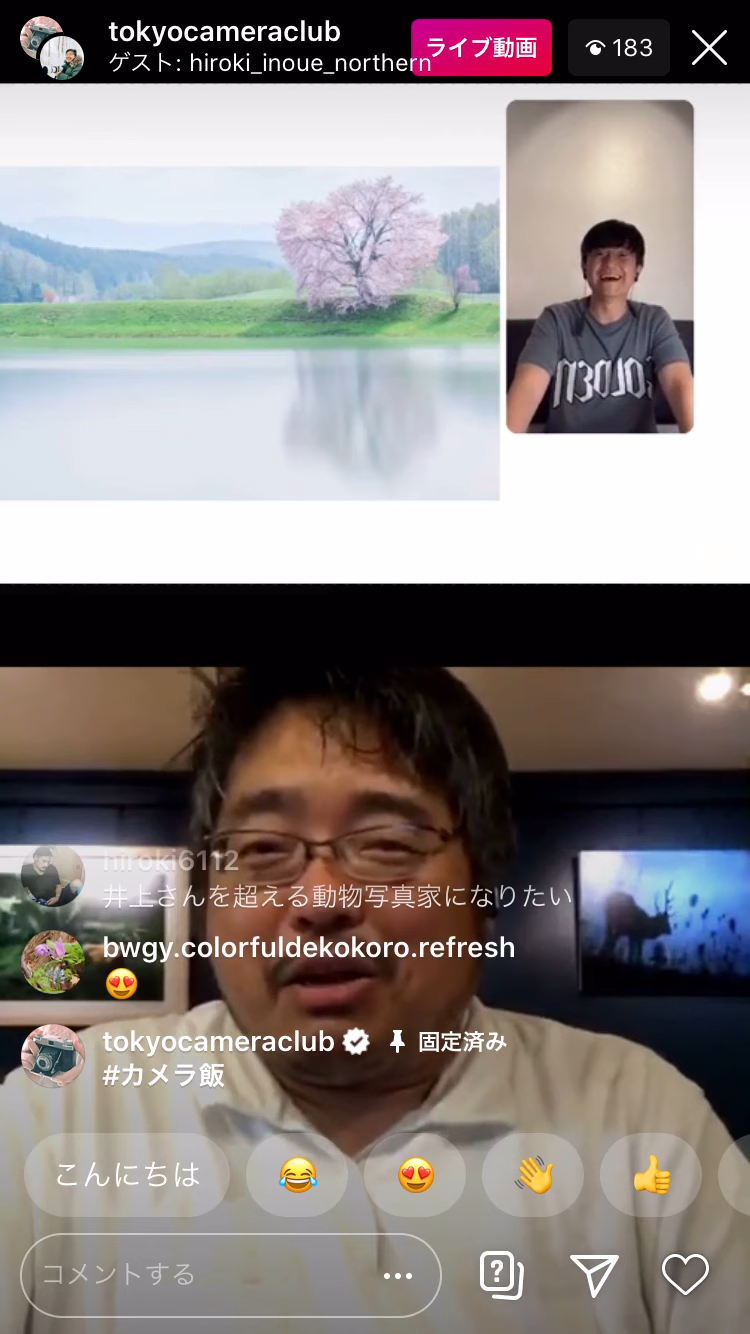 tokyocameraclub
ゲスト: hiroki_inoue_northern
ライブ動画
183
hiroki6112
井上さんを超える動物写真家になりたい
bwgy.colorfuldekokoro.refresh
😍
tokyocameraclub 固定済み
#カメラ飯
こんにちは 😂 😍 👋 👍
コメントする